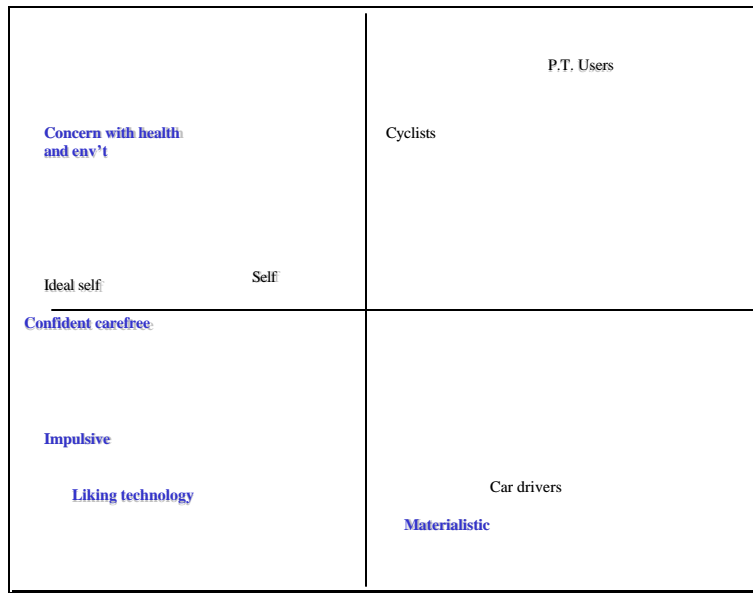 P.T. Users
Concern with health
and env't
Cyclists
Ideal self
Self
Confident carefree
Impulsive
Liking technology
Car drivers
Materialistic